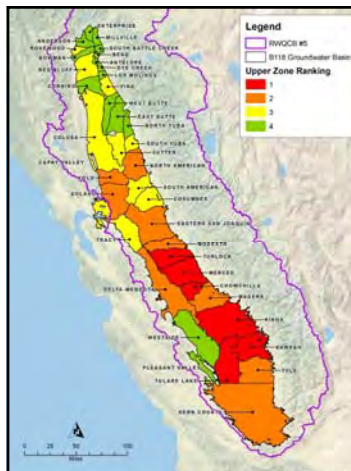 Legend
RWQCB #5
B118 Groundwater Basin
Upper Zone Ranking
1
2
3
4
ENTERPRISE
MILLVILLE
ANDERSON
ROSEWOOD
SOUTH BATTLE CREEK
BOWMAN
BEND
ANTELOPE
RED BLUFF
DYE CREEK
LOS MOLINOS
CORNING
VINA
WEST BUTTE
EAST BUTTE
NORTH YUBA
COLUSA
SOUTH YUBA
SUTTER
CAPAY VALLEY
NORTH AMERICAN
YOLO
SOLANO
SOUTH AMERICAN
COSUMNES
EASTERN SAN JOAQUIN
TRACY
MODESTO
TURLOCK
MERCED
CHOWCHILLA
DELTA-MENDOTA
MADERA
KINGS
WESTSIDE
KAWEAH
PLEASANT VALLEY
TULE
TULARE LAKE
KERN COUNTY
0
25
50
100
Miles